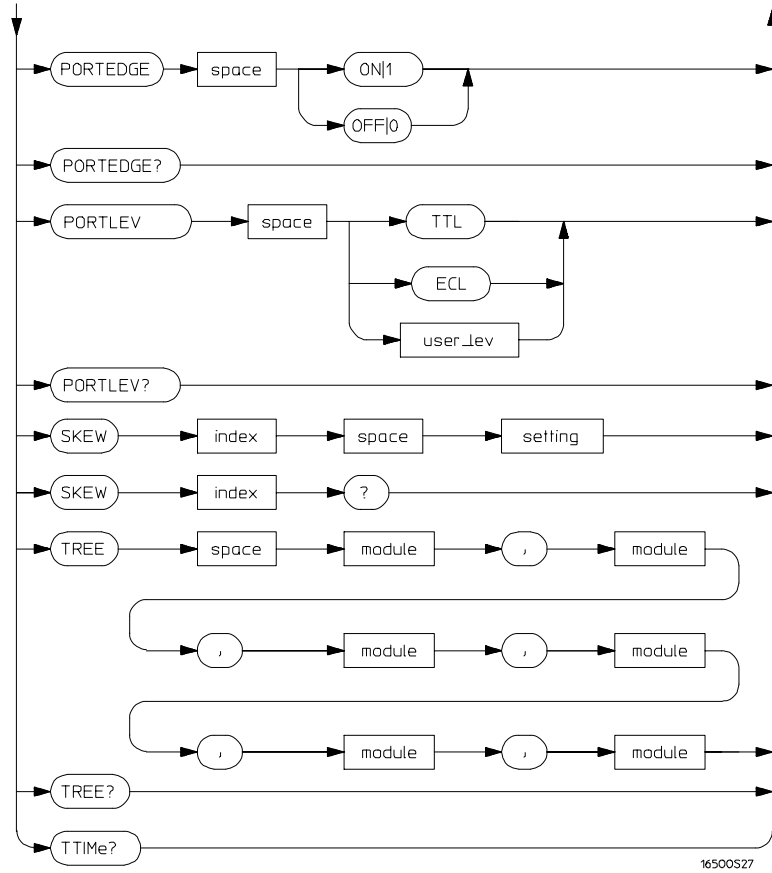 PORTEDGE space ON|1
OFF|0
PORTEDGE?
PORTLEV space TTL
ECL
user_lev
PORTLEV?
SKEW index space setting
SKEW index ?
TREE space module , module
, module , module
, module , module
TREE?
TTIMe?
16500S27